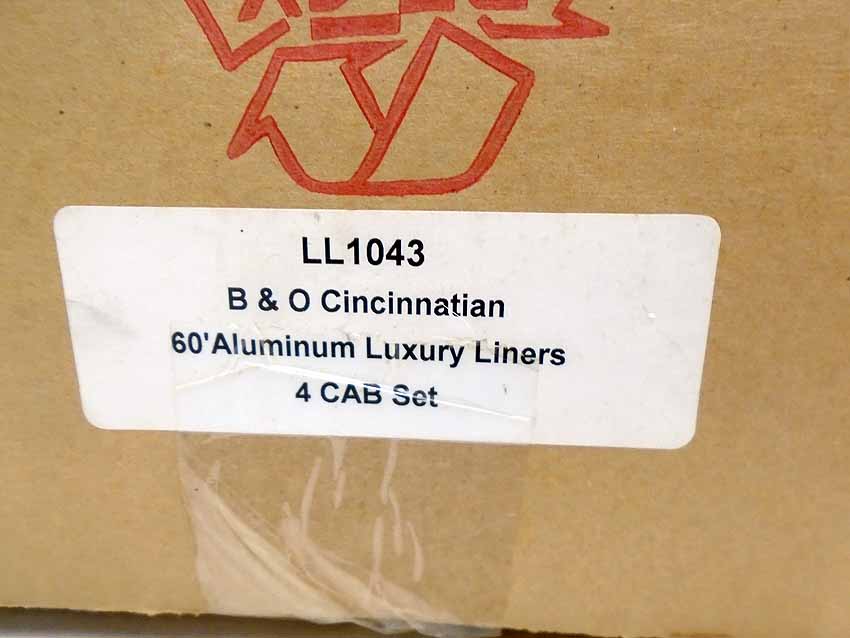 LL1043
B & O Cincinnatian
60'Aluminum Luxury Liners
4 CAB Set